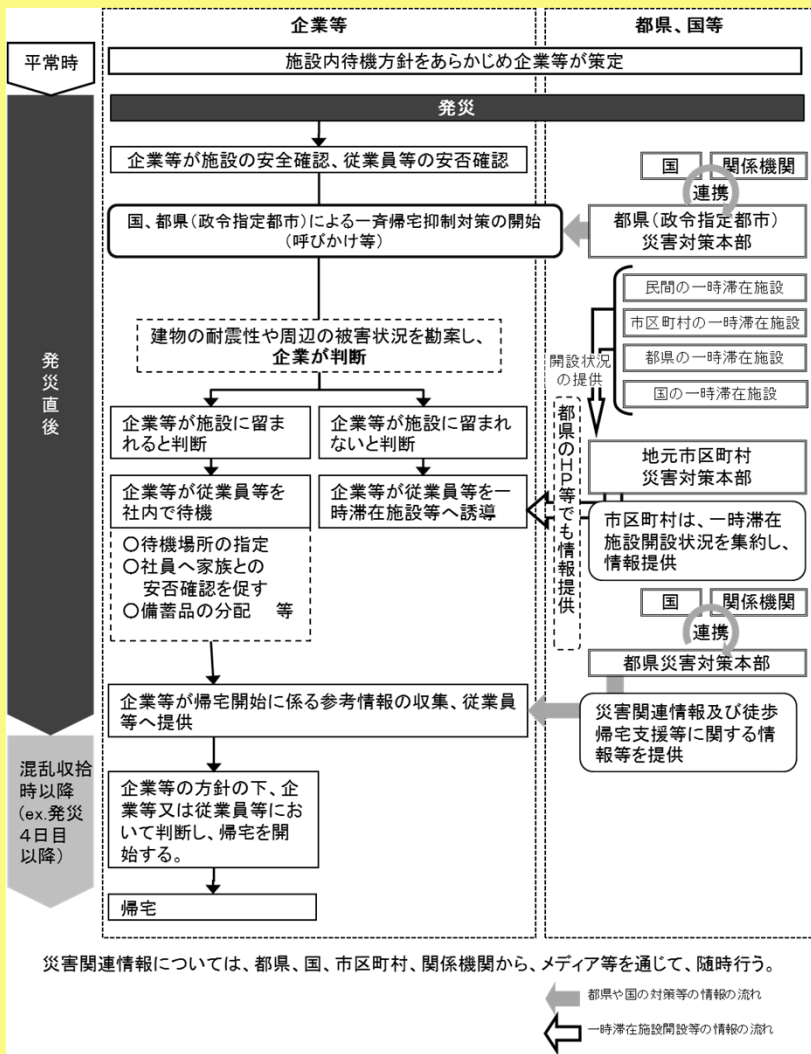 企業等
都県、国等
平常時
施設内待機方針をあらかじめ企業等が策定
発災
発災直後
企業等が施設の安全確認、従業員等の安否確認
国
関係機関
連携
国、都県(政令指定都市)による一斉帰宅抑制対策の開始
(呼びかけ等)
都県(政令指定都市)
災害対策本部
民間の一時滞在施設
市区町村の一時滞在施設
都県の一時滞在施設
国の一時滞在施設
建物の耐震性や周辺の被害状況を勘案し、
企業が判断
開設状況
の提供
企業等が施設に留ま
れると判断
企業等が施設に留まれ
ないと判断
都県のHP等でも情報提供
地元市区町村
災害対策本部
企業等が従業員等を
社内で待機
企業等が従業員等を一
時滞在施設等へ誘導
市区町村は、一時滞在
施設開設状況を集約し、
情報提供
○待機場所の指定
○社員へ家族との
安否確認を促す
○備蓄品の分配 等
国
関係機関
連携
都県災害対策本部
企業等が帰宅開始に係る参考情報の収集、従業員
等へ提供
災害関連情報及び徒歩
帰宅支援等に関する情
報等を提供
混乱収拾
時以降
(ex.発災
4日目
以降)
企業等の方針の下、企
業等又は従業員等にお
いて判断し、帰宅を開
始する。
帰宅
災害関連情報については、都県、国、市区町村、関係機関から、メディア等を通じて、随時行う。
都県や国の対策等の情報の流れ
一時滞在施設開設等の情報の流れ